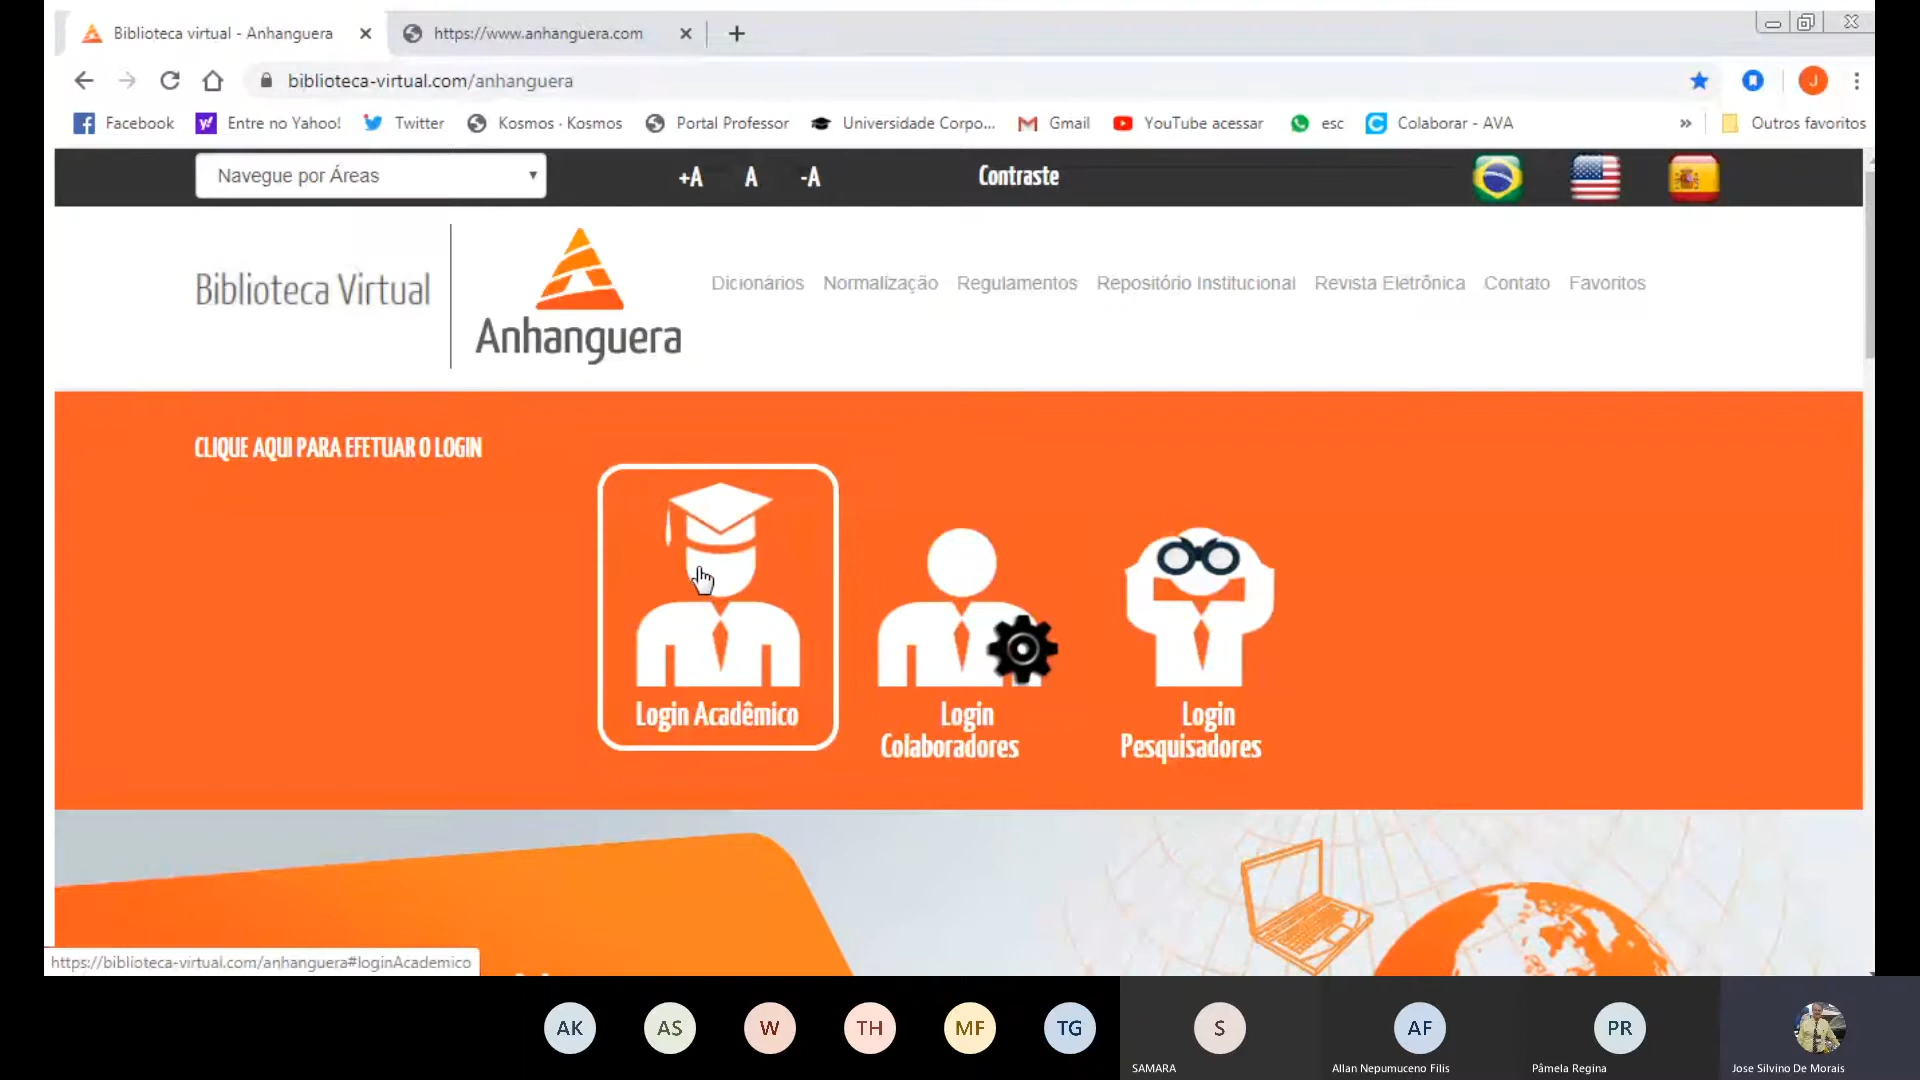 Biblioteca virtual - Anhanguera
https://www.anhanguera.com
biblioteca-virtual.com/anhanguera
J
Facebook
Entre no Yahoo!
Twitter
Kosmos · Kosmos
Portal Professor
Universidade Corpo...
Gmail
YouTube acessar
esc
Colaborar - AVA
»
Outros favoritos
Navegue por Áreas
+A A -A
Contraste
Biblioteca Virtual
Anhanguera
Dicionários Normalização Regulamentos Repositório Institucional Revista Eletrônica Contato Favoritos
CLIQUE AQUI PARA EFETUAR O LOGIN
Login Acadêmico
Login
Colaboradores
Login
Pesquisadores
https://biblioteca-virtual.com/anhanguera#loginAcademico
AK AS W TH MF TG S AF PR
SAMARA
Allan Nepumuceno Filis
Pâmela Regina
Jose Silvino De Morais